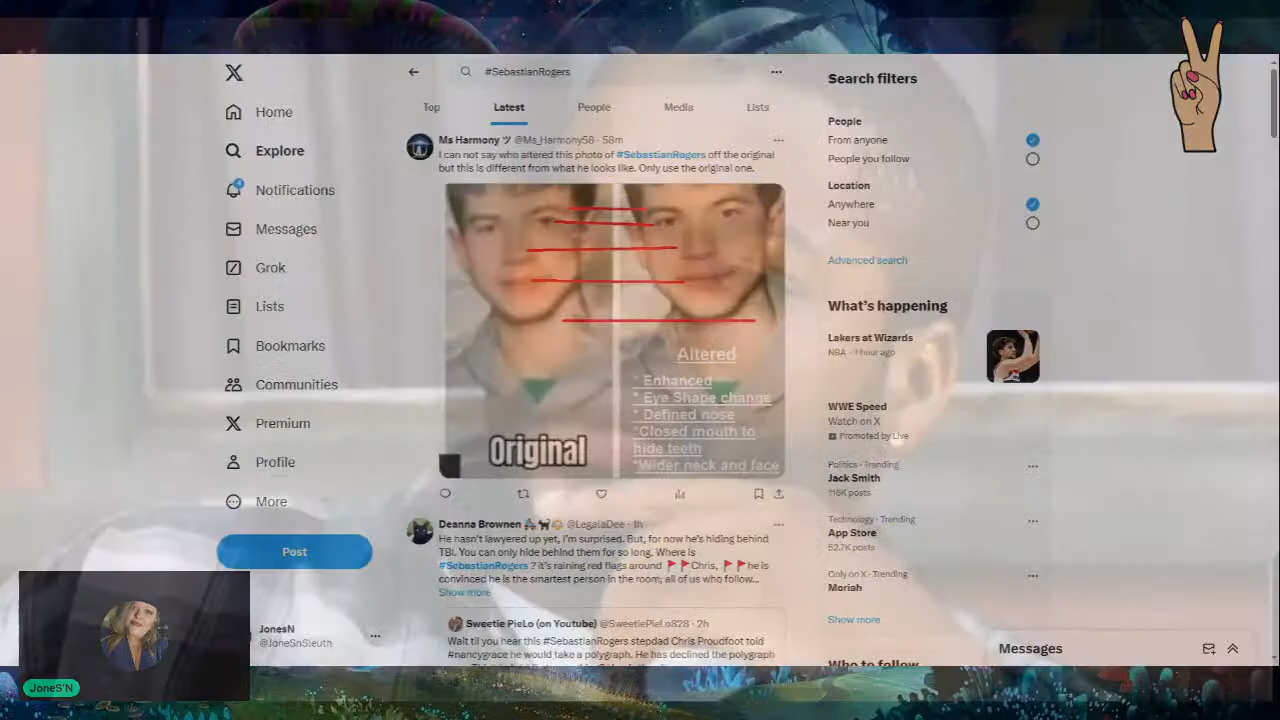 #SebastianRogers
Home
Explore
Notifications
Messages
Grok
Lists
Bookmarks
Communities
Premium
Profile
More
Post
JonesN
@JoneSnSleuth
JoneS'N
Top
Latest
People
Media
Lists
Ms Harmony ツ @Ms_Harmony58 · 58m
I can not say who altered this photo of #SebastianRogers off the original
but this is different from what he looks like. Only use the original one.
Original
Altered
* Enhanced
* Eye Shape change
* Defined nose
*Closed mouth to
hide teeth
*Wider neck and face
Deanna Brownen @LegalaDee · 1h
He hasn't lawyered up yet, i'm surprised. But, for now he's hiding behind
TBI. You can only hide behind them for so long. Where is
#SebastianRogers ? it's raining red flags around 🚩🚩Chris, 🚩🚩he is
convinced he is the smartest person in the room; all of us who follow...
Show more
Sweetie PieLo (on Youtube) @SweetiePieLo828 · 2h
Wait til you hear this #SebastianRogers stepdad Chris Proudfoot told
#nancygrace he would take a polygraph. He has declined the polygraph
Search filters
People
From anyone
People you follow
Location
Anywhere
Near you
Advanced search
What's happening
Lakers at Wizards
NBA · 1 hour ago
WWE Speed
Watch on X
Promoted by Live
Politics · Trending
Jack Smith
116K posts
Technology · Trending
App Store
52.7K posts
Only on X · Trending
Moriah
Show more
Who to follow
Messages